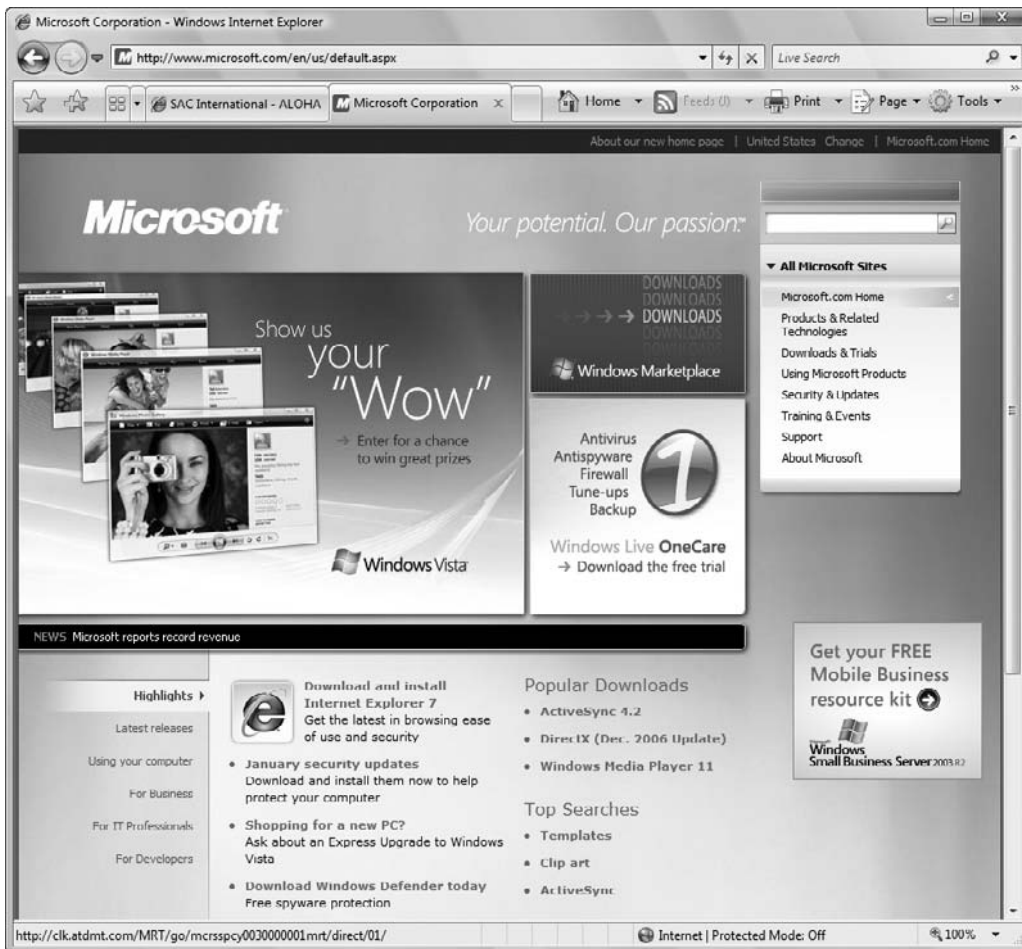 Microsoft Corporation - Windows Internet Explorer
http://www.microsoft.com/en/us/default.aspx
Live Search
SAC International - ALOHA
Microsoft Corporation
Home
Feeds (J)
Print
Page
Tools
About our new home page | United States Change | Microsoft.com Home
Microsoft
Your potential. Our passion.™
All Microsoft Sites
Microsoft.com Home
Products & Related
Technologies
Downloads & Trials
Using Microsoft Products
Security & Updates
Training & Events
Support
About Microsoft
Show us
your
"Wow"
Enter for a chance
to win great prizes
Windows Vista
DOWNLOADS
DOWNLOADS
DOWNLOADS
DOWNLOADS
DOWNLOADS
Windows Marketplace
Antivirus
Antispyware
Firewall
Tune-ups
Backup
1
Windows Live OneCare
Download the free trial
NEWS Microsoft reports record revenue
Highlights
Latest releases
Using your computer
For Business
For IT Professionals
For Developers
Download and install
Internet Explorer 7
Get the latest in browsing ease
of use and security
• January security updates
Download and install them now to help
protect your computer
• Shopping for a new PC?
Ask about an Express Upgrade to Windows
Vista
• Download Windows Defender today
Free spyware protection
Popular Downloads
• ActiveSync 4.2
• DirectX (Dec. 2006 Update)
• Windows Media Player 11
Top Searches
• Templates
• Clip art
• ActiveSync
Get your FREE
Mobile Business
resource kit
Microsoft
Windows
Small Business Server 2003 R2
http://clk.atdmt.com/MRT/go/mcrsspcy0030000001mrt/direct/01/
Internet | Protected Mode: Off
100%